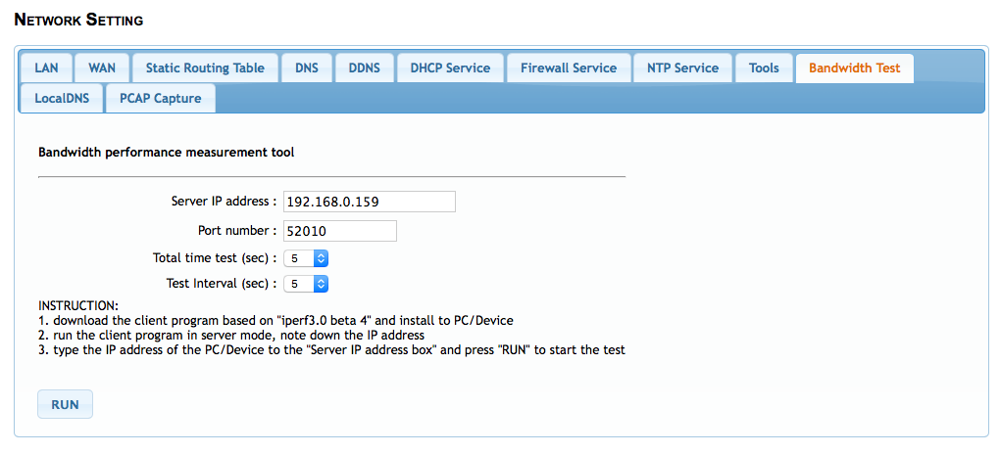 NETWORK SETTING
LAN WAN Static Routing Table DNS DDNS DHCP Service Firewall Service NTP Service Tools Bandwidth Test
LocalDNS PCAP Capture
Bandwidth performance measurement tool
Server IP address : 192.168.0.159
Port number : 52010
Total time test (sec) : 5
Test Interval (sec) : 5
INSTRUCTION:
1. download the client program based on "iperf3.0 beta 4" and install to PC/Device
2. run the client program in server mode, note down the IP address
3. type the IP address of the PC/Device to the "Server IP address box" and press "RUN" to start the test
RUN